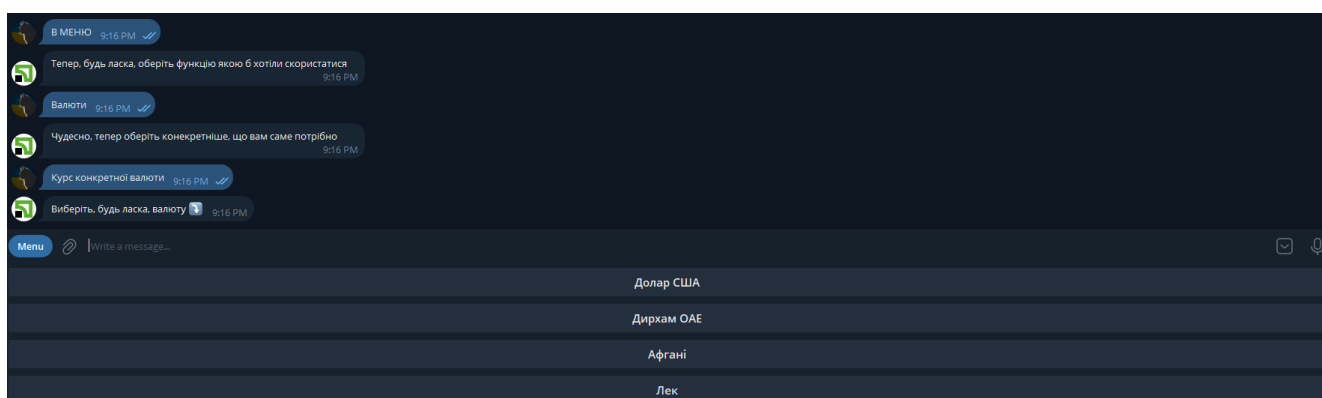 В МЕНЮ 9:16 PM
Тепер, будь ласка, оберіть функцію якою б хотіли скористатися
9:16 PM
Валюти 9:16 PM
Чудесно, тепер оберіть конекретніше, що вам саме потрібно
9:16 PM
Курс конкретної валюти 9:16 PM
Виберіть, будь ласка, валюту 9:16 PM
Menu Write a message...
Долар США
Дирхам ОАЕ
Афгані
Лек